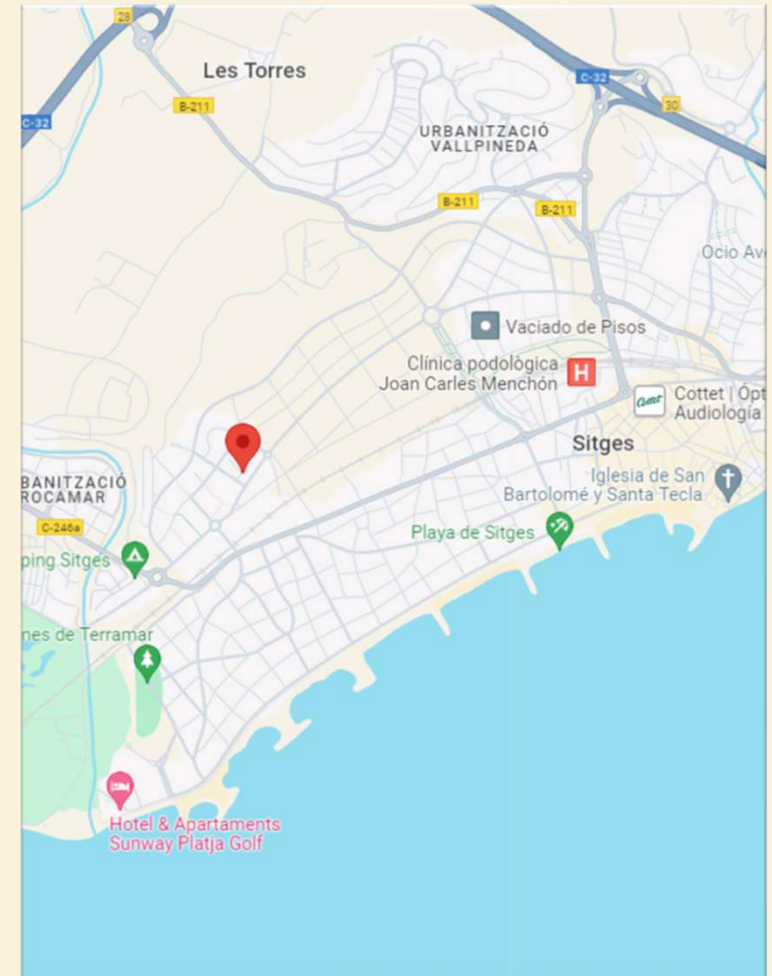 28
Les Torres
C-32
B-211
C-32
30
URBANITZACIÓ
VALLPINEDA
B-211
B-211
Ocio Av
Vaciado de Pisos
Clínica podològica
Joan Carles Menchón
H
Cottet | Ópt
Audiología
Sitges
BANITZACIÓ
ROCAMAR
Iglesia de San
Bartolomé y Santa Tecla
C-246a
Playa de Sitges
ping Sitges
nes de Terramar
Hotel & Apartaments
Sunway Platja Golf